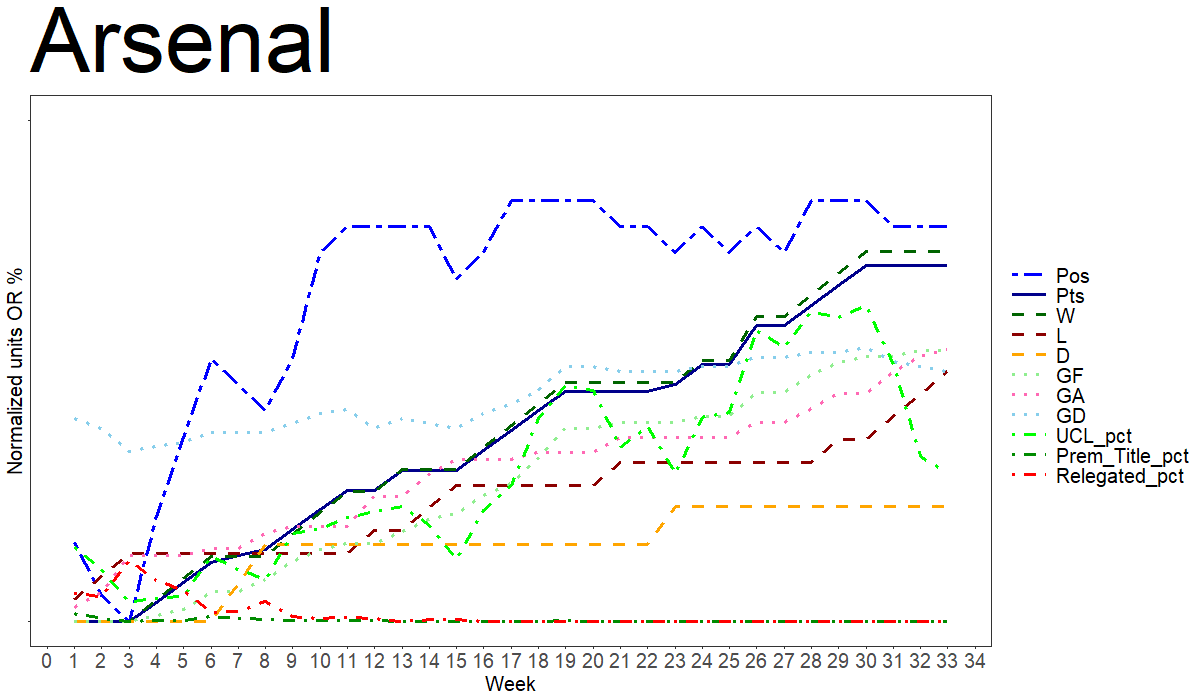 Arsenal
Normalized units OR %
Pos
Pts
W
L
D
GF
GA
GD
UCL_pct
Prem_Title_pct
Relegated_pct
0 1 2 3 4 5 6 7 8 9 10 11 12 13 14 15 16 17 18 19 20 21 22 23 24 25 26 27 28 29 30 31 32 33 34
Week